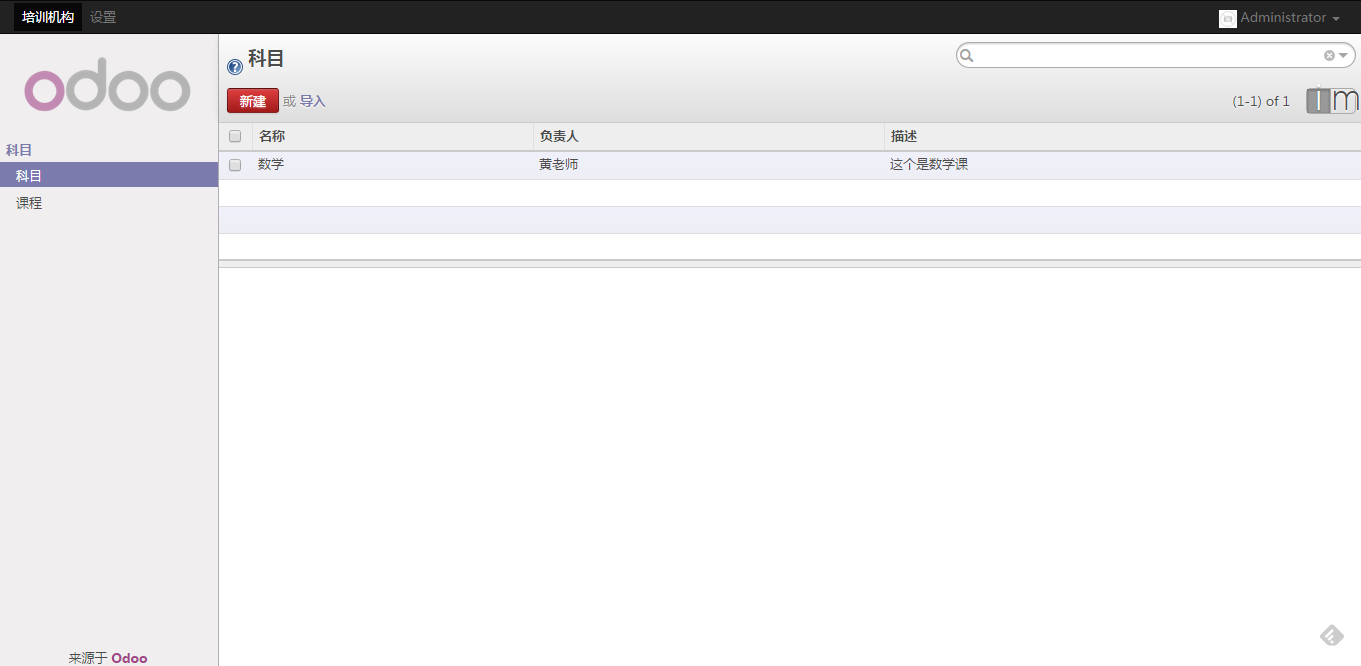 培训机构 设置 Administrator
odoo
科目
科目
课程
来源于 Odoo
科目
新建 或 导入 (1-1) of 1
名称 负责人 描述
数学 黄老师 这个是数学课